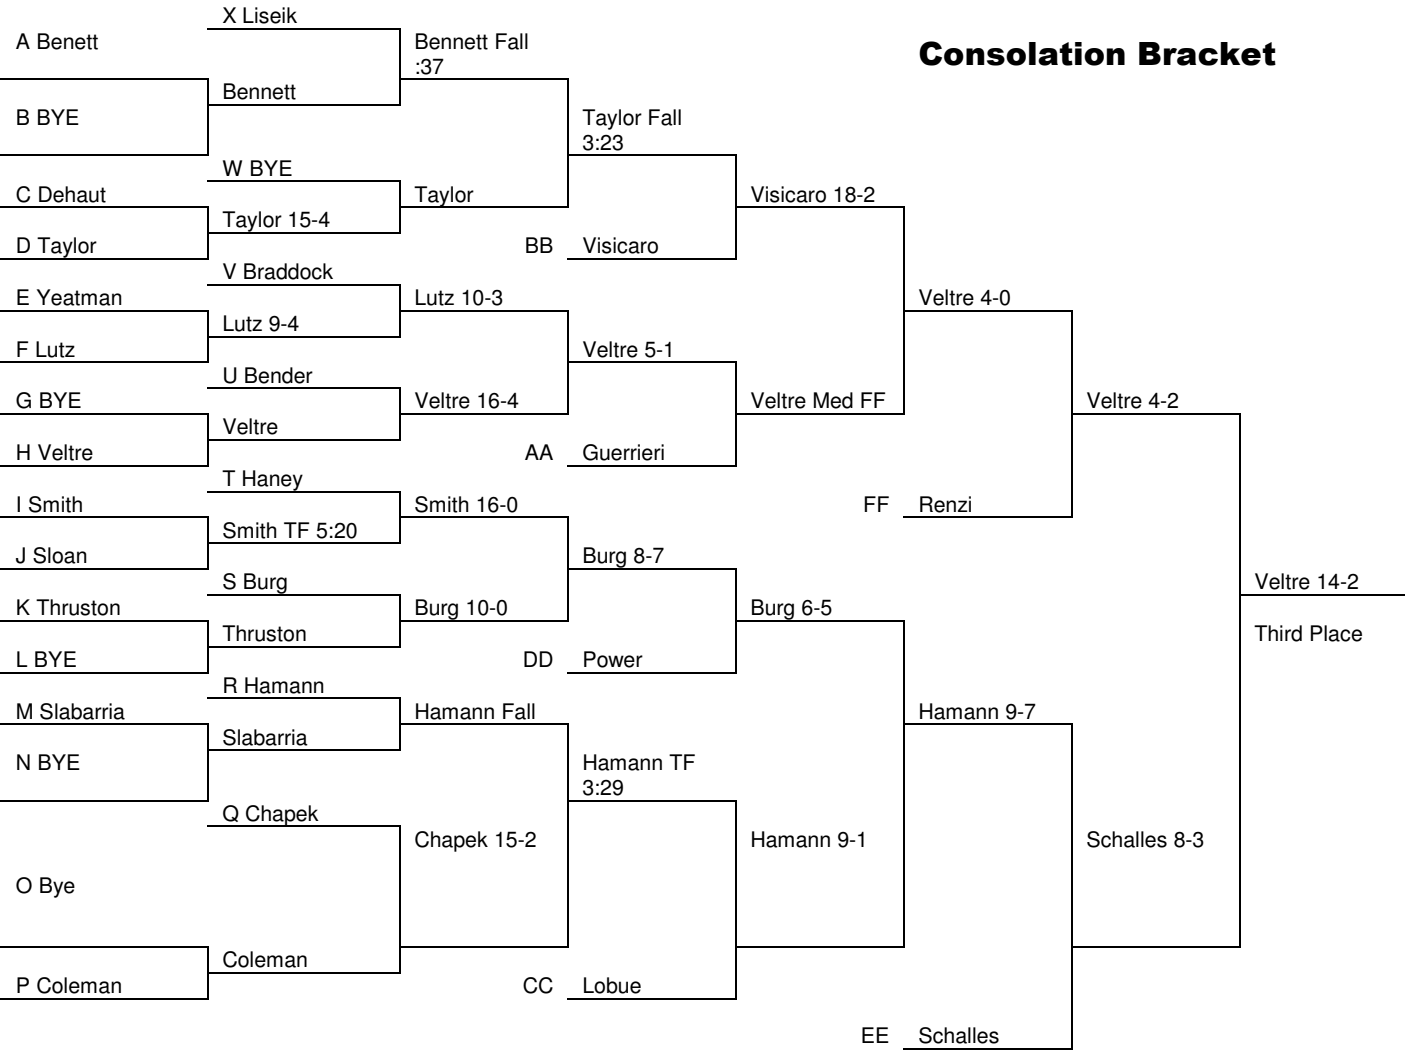 X Liseik
A Benett
Bennett Fall
:37
Consolation Bracket
Bennett
B BYE
Taylor Fall
3:23
W BYE
C Dehaut
Taylor
Visicaro 18-2
Taylor 15-4
D Taylor
BB
Visicaro
V Braddock
E Yeatman
Lutz 10-3
Veltre 4-0
Lutz 9-4
F Lutz
Veltre 5-1
U Bender
G BYE
Veltre 16-4
Veltre Med FF
Veltre 4-2
Veltre
H Veltre
AA
Guerrieri
T Haney
I Smith
Smith 16-0
FF
Renzi
Smith TF 5:20
J Sloan
Burg 8-7
S Burg
Veltre 14-2
K Thruston
Burg 10-0
Burg 6-5
Thruston
Third Place
L BYE
DD
Power
R Hamann
M Slabarria
Hamann Fall
Hamann 9-7
Slabarria
N BYE
Hamann TF
3:29
Q Chapek
Chapek 15-2
Hamann 9-1
Schalles 8-3
O Bye
Coleman
P Coleman
CC
Lobue
EE
Schalles